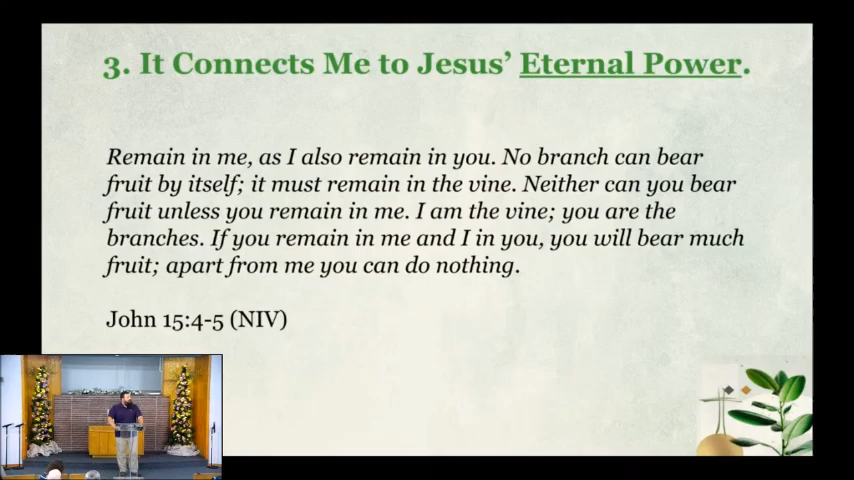 3. It Connects Me to Jesus’ Eternal Power.
Remain in me, as I also remain in you. No branch can bear
fruit by itself; it must remain in the vine. Neither can you bear
fruit unless you remain in me. I am the vine; you are the
branches. If you remain in me and I in you, you will bear much
fruit; apart from me you can do nothing.
John 15:4-5 (NIV)